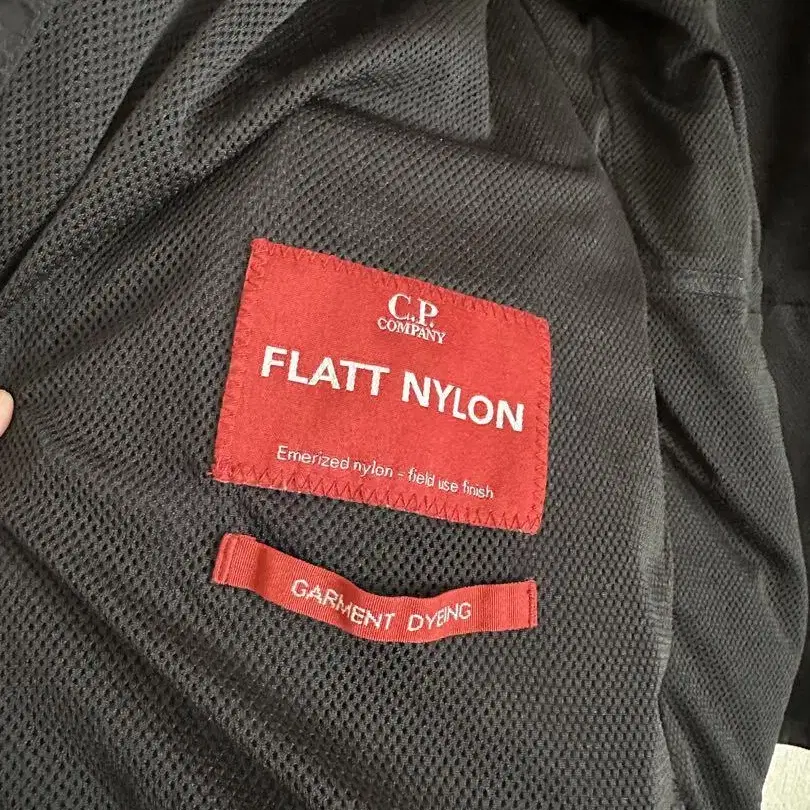 C.P.
COMPANY
FLATT NYLON
Emerized nylon - field use finish
GARMENT DYEING